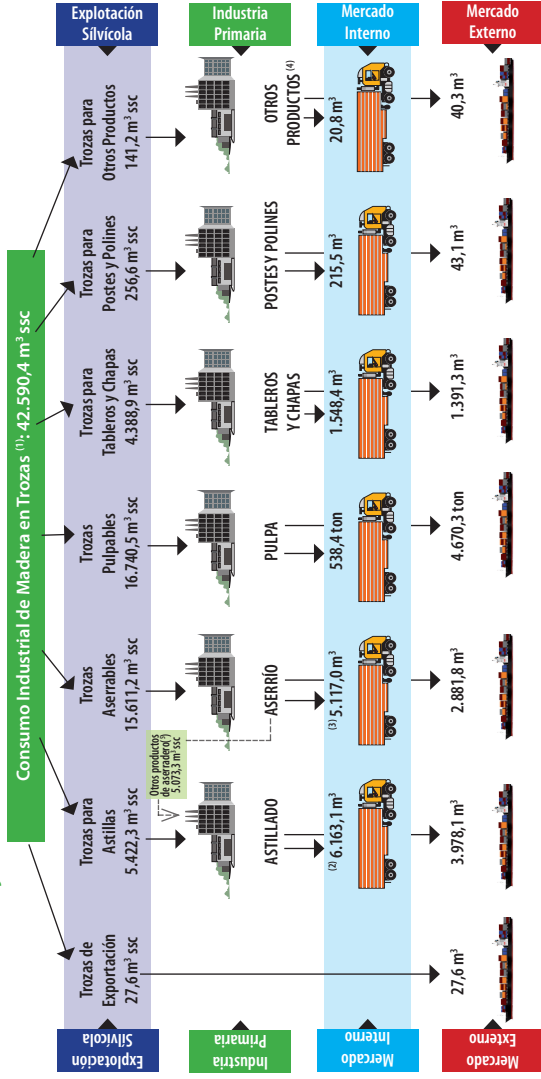 Consumo Industrial de Madera en Trozas (1): 42.590,4 m³ ssc
Explotación
Silvícola
Trozas de
Exportación
27,6 m³ ssc
Trozas para
Astillas
5.422,3 m³ ssc
Trozas
Aserrables
15.611,2 m³ ssc
Trozas
Pulpables
16.740,5 m³ ssc
Trozas para
Tableros y Chapas
4.388,9 m³ ssc
Trozas para
Postes y Polines
256,6 m³ ssc
Trozas para
Otros Productos
141,2 m³ ssc
Explotación
Silvícola
Otros productos
de aserradero(²)
5.073,3 m³ ssc
Industria
Primaria
ASTILLADO
ASERRÍO
PULPA
TABLEROS
Y CHAPAS
POSTES Y POLINES
OTROS
PRODUCTOS (4)
Industria
Primaria
Mercado
Interno
(2) 6.163,1 m³
(3) 5.117,0 m³
538,4 ton
1.548,4 m³
215,5 m³
20,8 m³
Mercado
Interno
Mercado
Externo
27,6 m³
3.978,1 m³
2.881,8 m³
4.670,3 ton
1.391,3 m³
43,1 m³
40,3 m³
Mercado
Externo